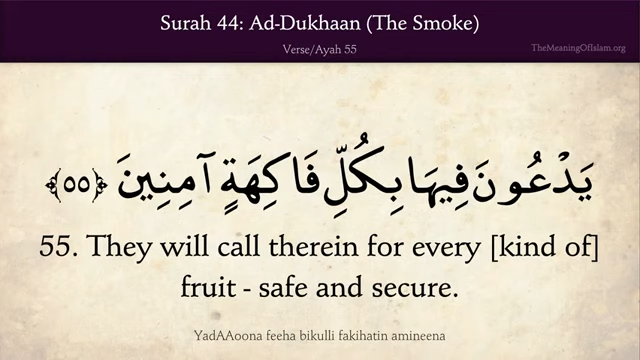 Surah 44: Ad-Dukhaan (The Smoke)
Verse/Ayah 55
TheMeaningOfIslam.org
يَدْعُونَ فِيهَا بِكُلِّ فَاكِهَةٍ آمِنِينَ ﴿٥٥﴾
55. They will call therein for every [kind of]
fruit - safe and secure.
YadAAoona feeha bikulli fakihatin amineena